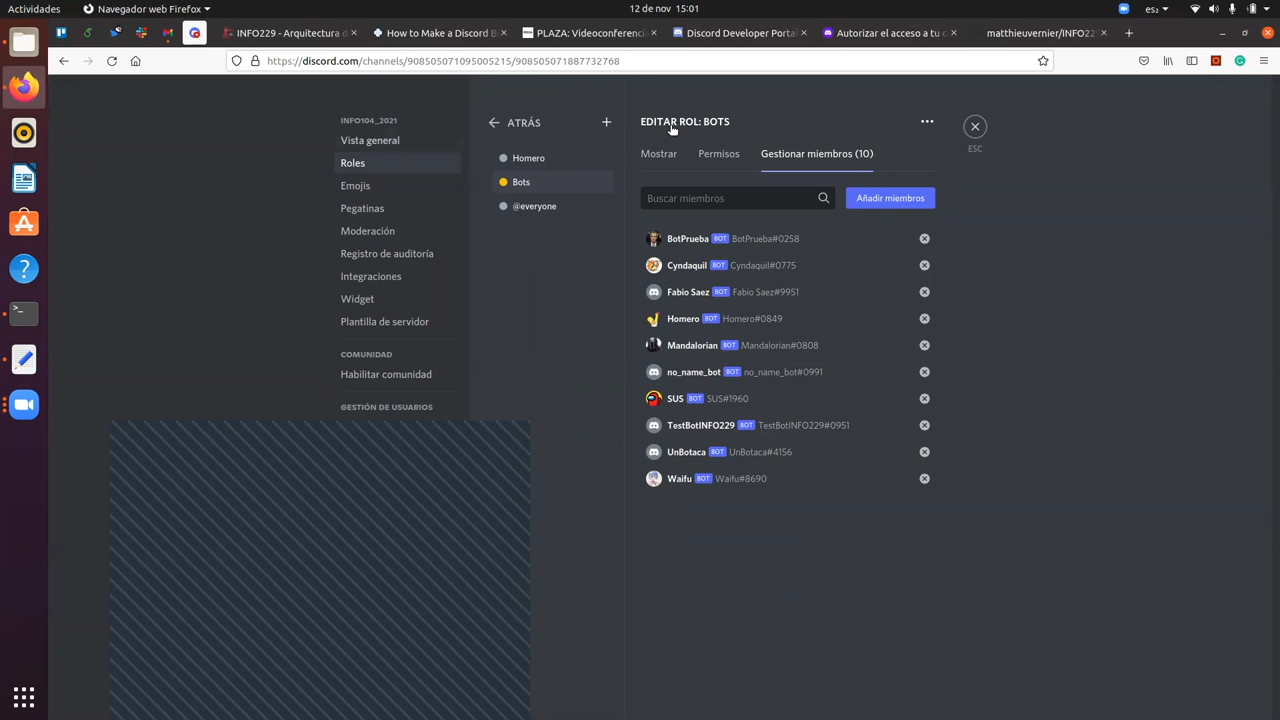 Actividades
Navegador web Firefox
12 de nov 15:01
es₂
INFO229 - Arquitectura d
How to Make a Discord B
PLAZA: Videoconferencia
Discord Developer Portal
Autorizar el acceso a tu c
matthieuvernier/INFO22
https://discord.com/channels/908505071095005215/908505071887732768
INFO104_2021
Vista general
Roles
Emojis
Pegatinas
Moderación
Registro de auditoría
Integraciones
Widget
Plantilla de servidor
COMUNIDAD
Habilitar comunidad
GESTIÓN DE USUARIOS
ATRÁS
Homero
Bots
@everyone
EDITAR ROL: BOTS
ESC
Mostrar Permisos Gestionar miembros (10)
Buscar miembros
Añadir miembros
BotPrueba BOT BotPrueba#0258
Cyndaquil BOT Cyndaquil#0775
Fabio Saez BOT Fabio Saez#9951
Homero BOT Homero#0849
Mandalorian BOT Mandalorian#0808
no_name_bot BOT no_name_bot#0991
SUS BOT SUS#1960
TestBotINFO229 BOT TestBotINFO229#0951
UnBotaca BOT UnBotaca#4156
Waifu BOT Waifu#8690